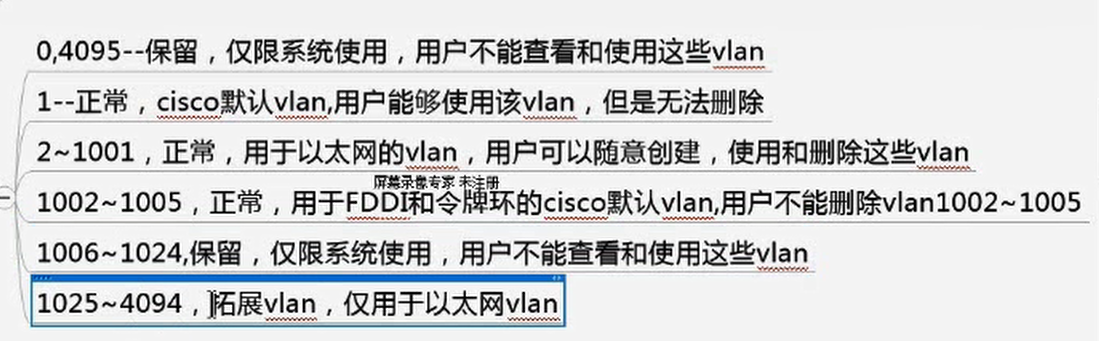 0,4095--保留，仅限系统使用，用户不能查看和使用这些vlan
1--正常，cisco默认vlan,用户能够使用该vlan，但是无法删除
2~1001，正常，用于以太网的vlan，用户可以随意创建，使用和删除这些vlan
屏幕录像专家 未注册
1002~1005，正常，用于FDDI和令牌环的cisco默认vlan,用户不能删除vlan1002~1005
1006~1024,保留，仅限系统使用，用户不能查看和使用这些vlan
1025~4094，拓展vlan，仅用于以太网vlan